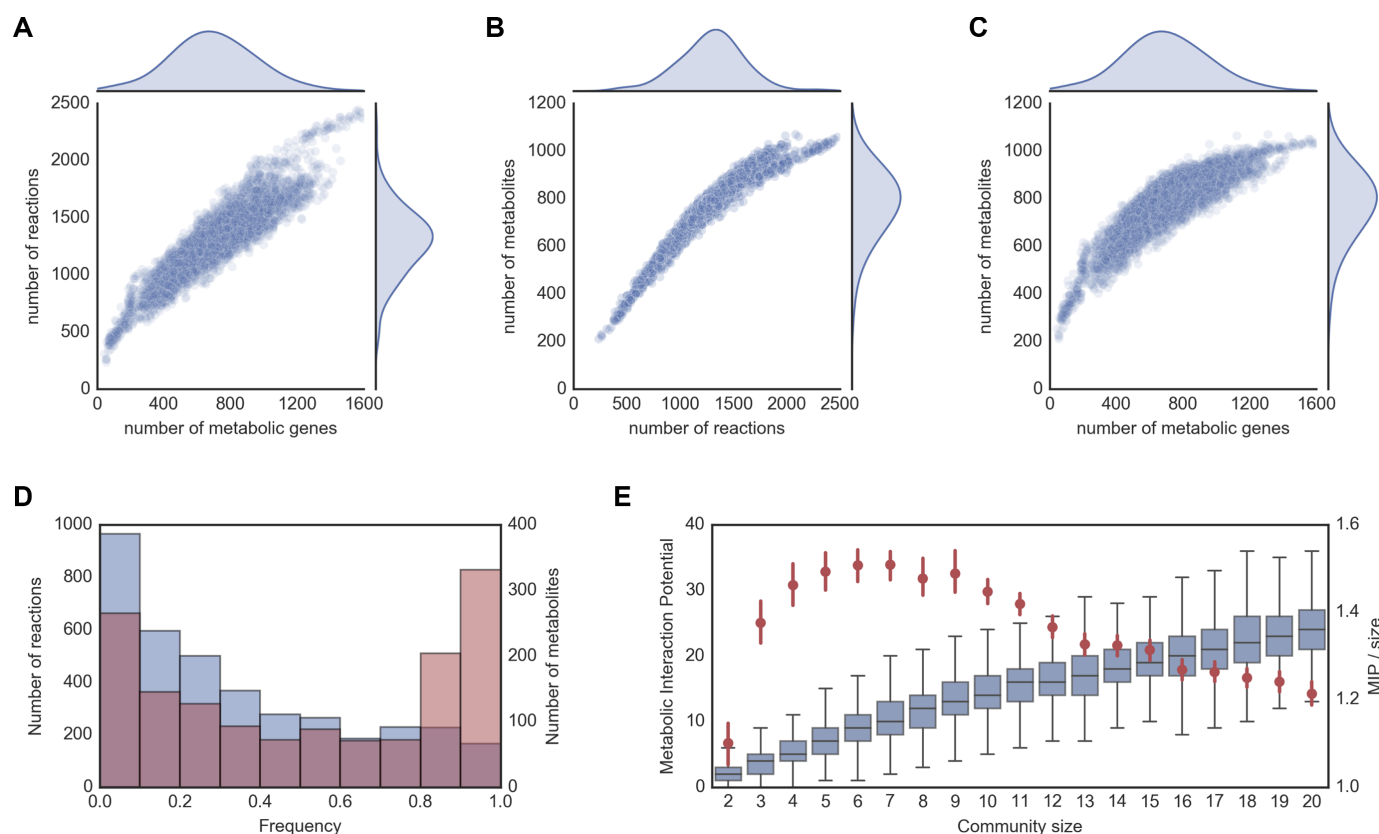 A
B
C
2500
2000
1500
1000
500
0
number of reactions
0 400 800 1200 1600
number of metabolic genes
1200
1000
800
600
400
200
0
number of metabolites
0 500 1000 1500 2000 2500
number of reactions
1200
1000
800
600
400
200
0
number of metabolites
0 400 800 1200 1600
number of metabolic genes
D
1000
800
600
400
200
0
Number of reactions
400
300
200
100
0
Number of metabolites
0.0 0.2 0.4 0.6 0.8 1.0
Frequency
E
40
30
20
10
0
Metabolic Interaction Potential
1.6
1.4
1.2
1.0
MIP / size
2 3 4 5 6 7 8 9 10 11 12 13 14 15 16 17 18 19 20
Community size